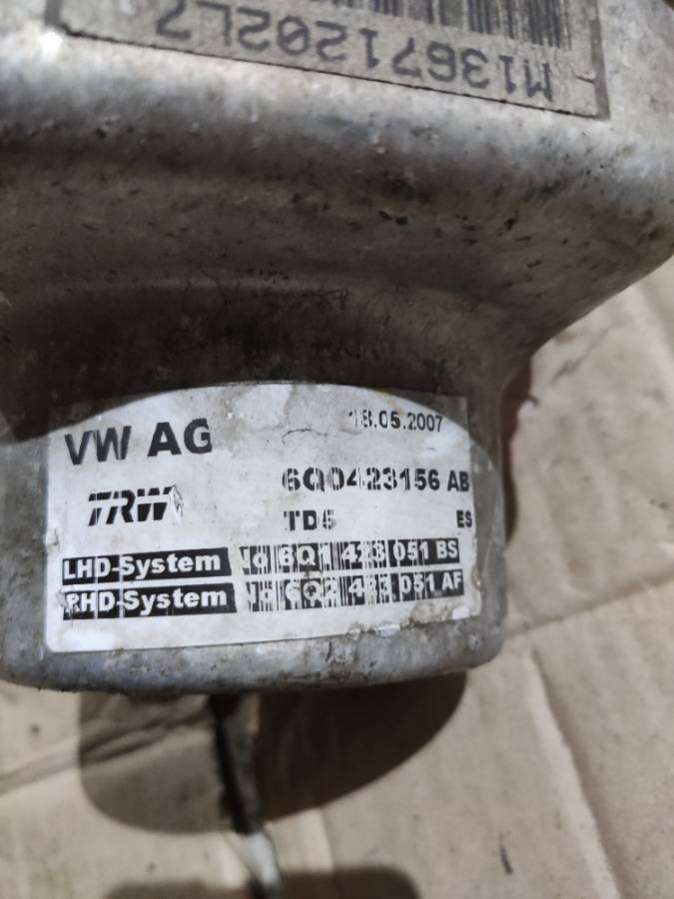 M13671202L7
VW AG
18.05.2007
TRW
6Q0423156 AB
TD5
ES
LHD-System
6Q1 423 051 BS
RHD-System
6Q2 423 051 AF